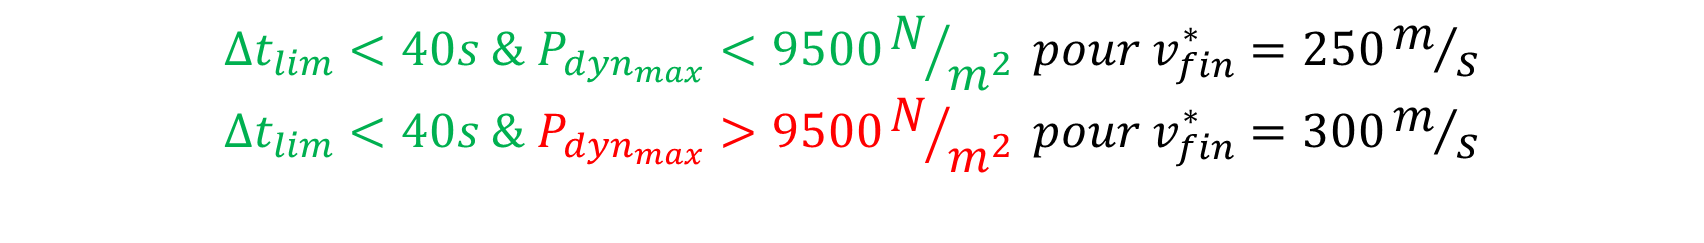 Δt_lim < 40s & P_dyn_max < 9500 N/m² pour v*_fin = 250 m/s
Δt_lim < 40s & P_dyn_max > 9500 N/m² pour v*_fin = 300 m/s